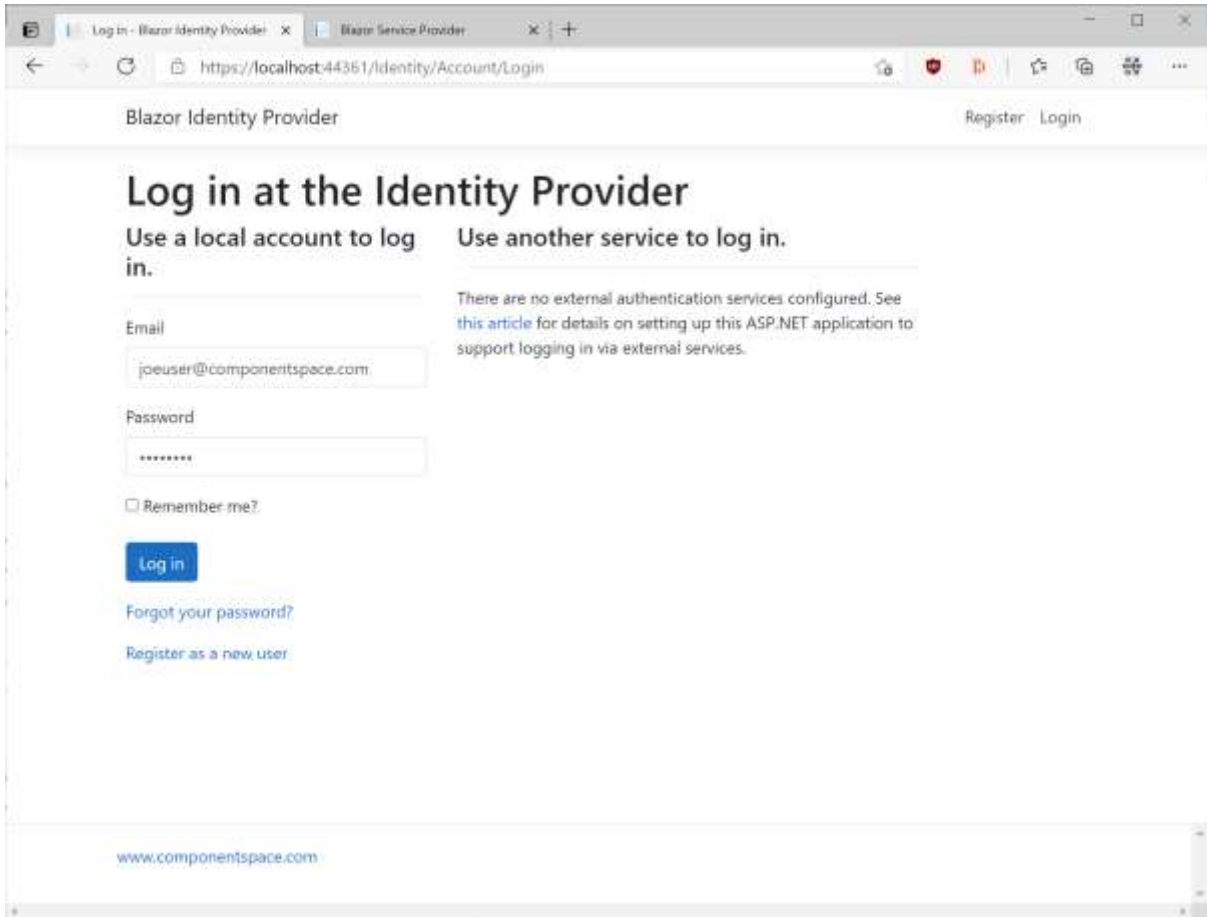 Log in - Blazor Identity Provider
Blazor Service Provider
https://localhost:44361/Identity/Account/Login
Blazor Identity Provider
Register Login
Log in at the Identity Provider
Use a local account to log
in.
Email
joeuser@componentspace.com
Password
••••••••
Remember me?
Log in
Forgot your password?
Register as a new user
Use another service to log in.
There are no external authentication services configured. See
this article for details on setting up this ASP.NET application to
support logging in via external services.
www.componentspace.com